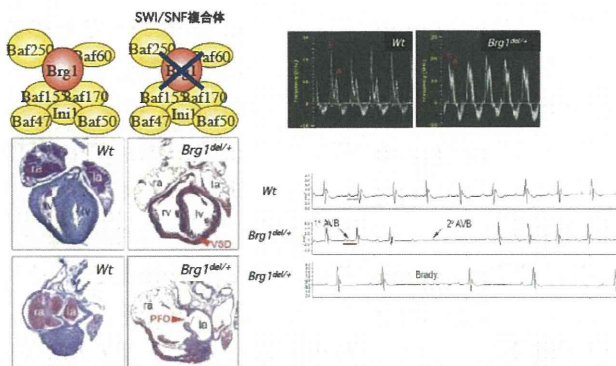 SWI/SNF複合体
Baf250
Baf60
Brg1
Baf155
Baf170
Ini1
Baf47
Baf50
Baf250
Baf60
Brg1
Baf155
Baf170
Ini1
Baf47
Baf50
Wt
Brg1del/+
Wt
ra
la
rv
lv
Brg1del/+
ra
la
rv
lv
VSD
Wt
ra
la
Brg1del/+
ra
PFO
la
Wt
Brg1del/+
1° AVB
2° AVB
Brg1del/+
Brady.